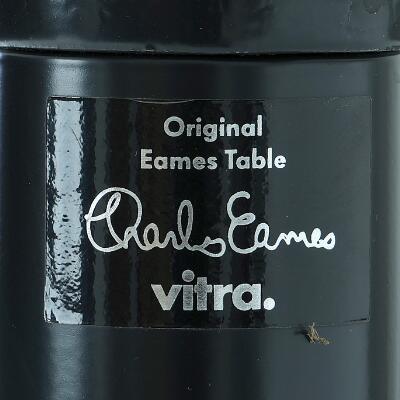 Original
Eames Table
Charles Eames
vitra.